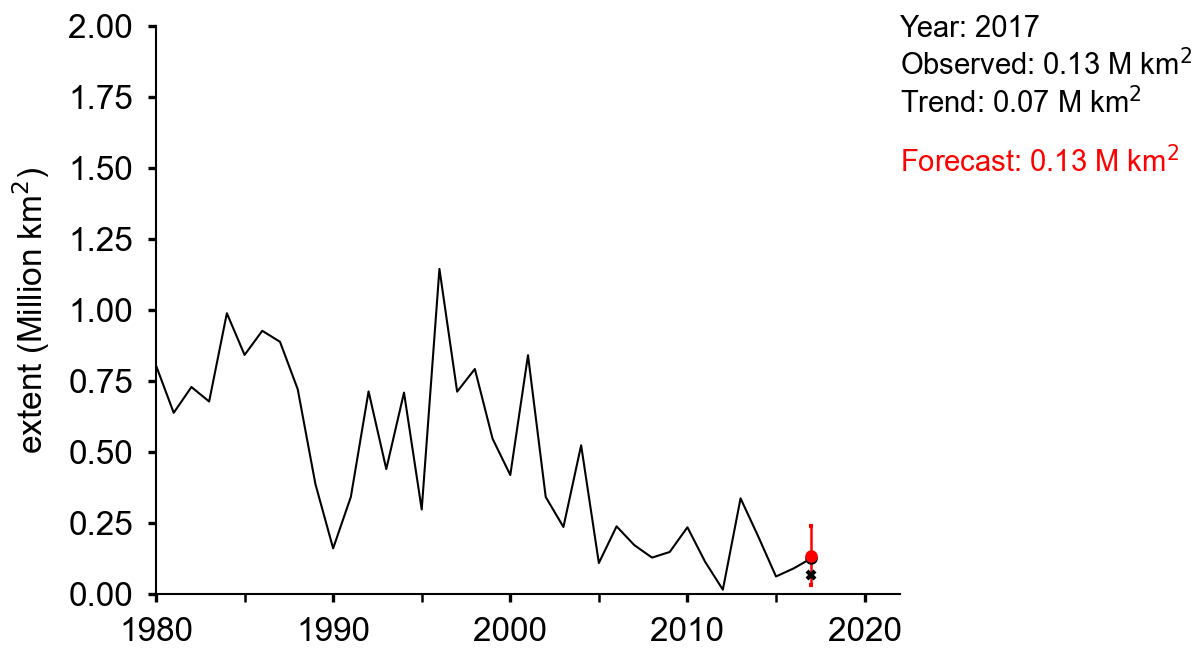 2.00
1.75
1.50
1.25
1.00
0.75
0.50
0.25
0.00
extent (Million km²)
1980
1990
2000
2010
2020
Year: 2017
Observed: 0.13 M km²
Trend: 0.07 M km²
Forecast: 0.13 M km²